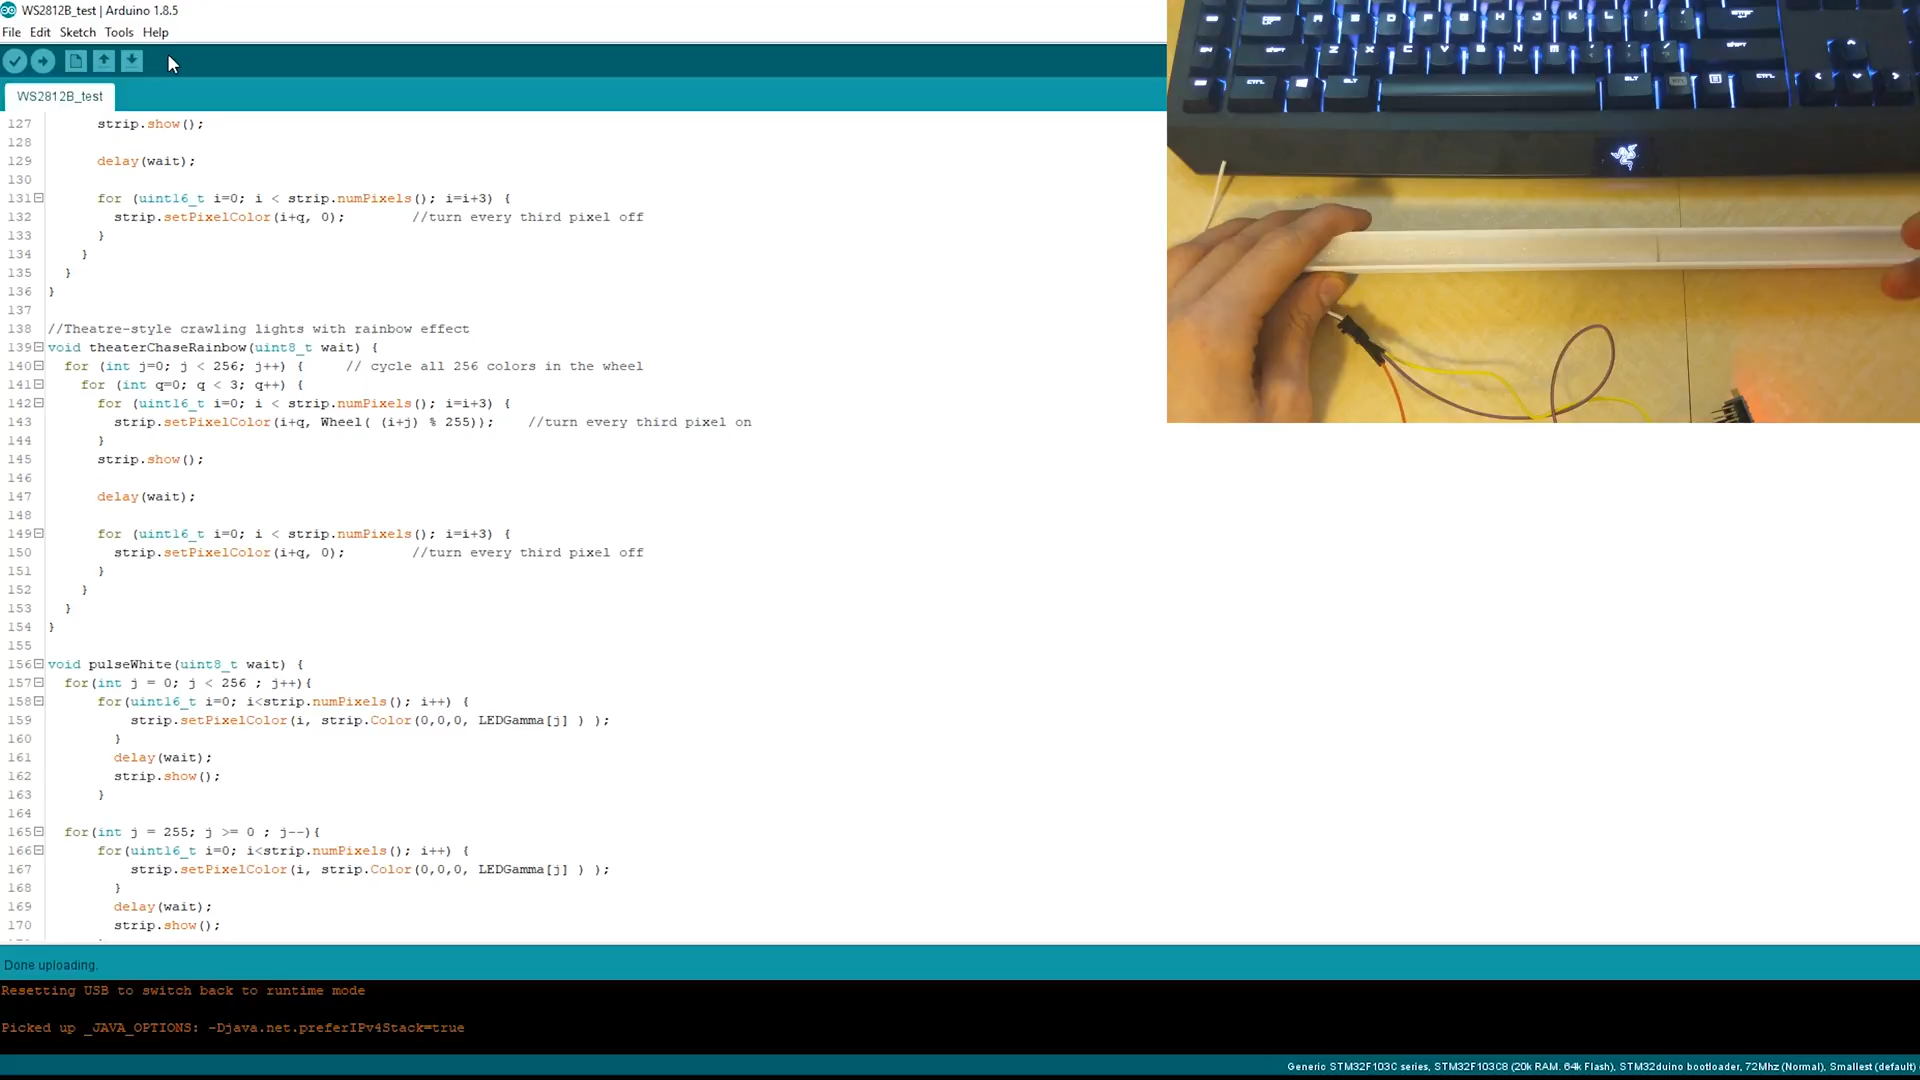 WS2812B_test | Arduino 1.8.5
File Edit Sketch Tools Help
WS2812B_test
127 strip.show();
128
129 delay(wait);
130
131 for (uint16_t i=0; i < strip.numPixels(); i=i+3) {
132 strip.setPixelColor(i+q, 0); //turn every third pixel off
133 }
134 }
135 }
136 }
137
138 //Theatre-style crawling lights with rainbow effect
139 void theaterChaseRainbow(uint8_t wait) {
140 for (int j=0; j < 256; j++) { // cycle all 256 colors in the wheel
141 for (int q=0; q < 3; q++) {
142 for (uint16_t i=0; i < strip.numPixels(); i=i+3) {
143 strip.setPixelColor(i+q, Wheel( (i+j) % 255)); //turn every third pixel on
144 }
145 strip.show();
146
147 delay(wait);
148
149 for (uint16_t i=0; i < strip.numPixels(); i=i+3) {
150 strip.setPixelColor(i+q, 0); //turn every third pixel off
151 }
152 }
153 }
154 }
155
156 void pulseWhite(uint8_t wait) {
157 for(int j = 0; j < 256 ; j++){
158 for(uint16_t i=0; i<strip.numPixels(); i++) {
159 strip.setPixelColor(i, strip.Color(0,0,0, LEDGamma[j] ) );
160 }
161 delay(wait);
162 strip.show();
163 }
164
165 for(int j = 255; j >= 0 ; j--){
166 for(uint16_t i=0; i<strip.numPixels(); i++) {
167 strip.setPixelColor(i, strip.Color(0,0,0, LEDGamma[j] ) );
168 }
169 delay(wait);
170 strip.show();
Done uploading.
Resetting USB to switch back to runtime mode
Picked up _JAVA_OPTIONS: -Djava.net.preferIPv4Stack=true
Generic STM32F103C series, STM32F103C8 (20k RAM. 64k Flash), STM32duino bootloader, 72Mhz (Normal), Smallest (default)